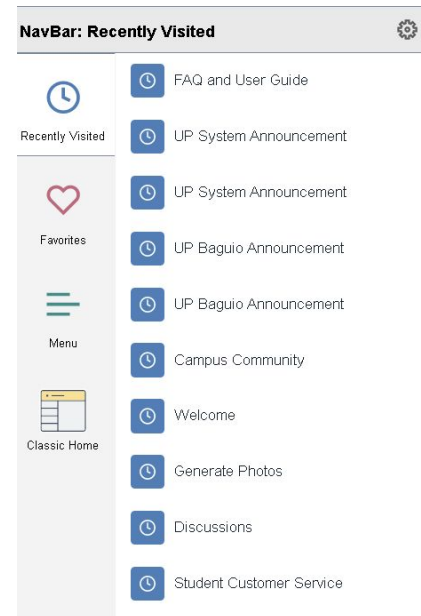 NavBar: Recently Visited
Recently Visited
Favorites
Menu
Classic Home
FAQ and User Guide
UP System Announcement
UP System Announcement
UP Baguio Announcement
UP Baguio Announcement
Campus Community
Welcome
Generate Photos
Discussions
Student Customer Service